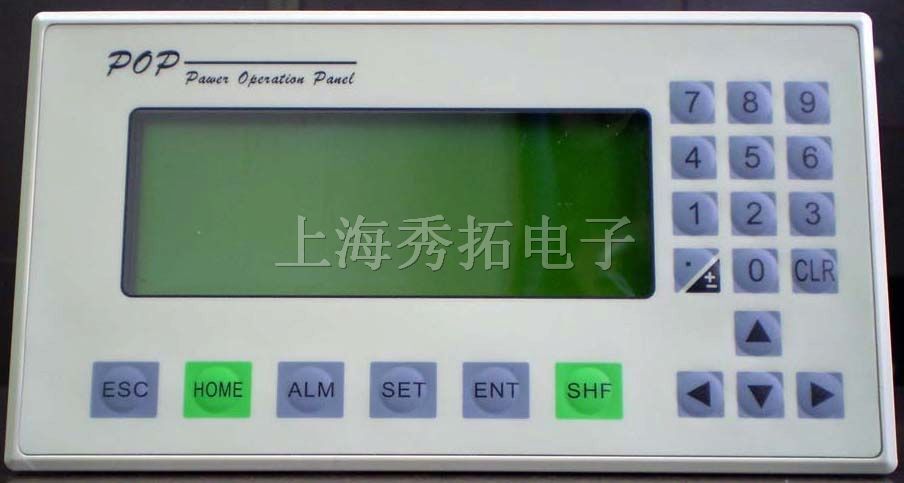 POP
Pawer Operation Panel
7 8 9
4 5 6
上海秀拓电子
1 2 3
. ± 0 CLR
ESC HOME ALM SET ENT SHF